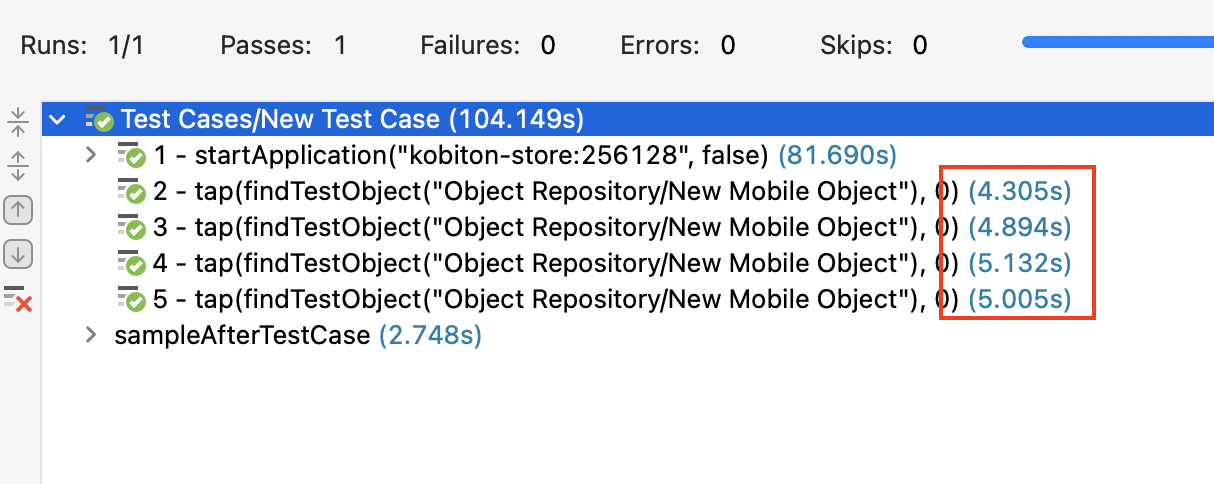 Runs: 1/1 Passes: 1 Failures: 0 Errors: 0 Skips: 0
Test Cases/New Test Case (104.149s)
1 - startApplication("kobiton-store:256128", false) (81.690s)
2 - tap(findTestObject("Object Repository/New Mobile Object"), 0) (4.305s)
3 - tap(findTestObject("Object Repository/New Mobile Object"), 0) (4.894s)
4 - tap(findTestObject("Object Repository/New Mobile Object"), 0) (5.132s)
5 - tap(findTestObject("Object Repository/New Mobile Object"), 0) (5.005s)
sampleAfterTestCase (2.748s)